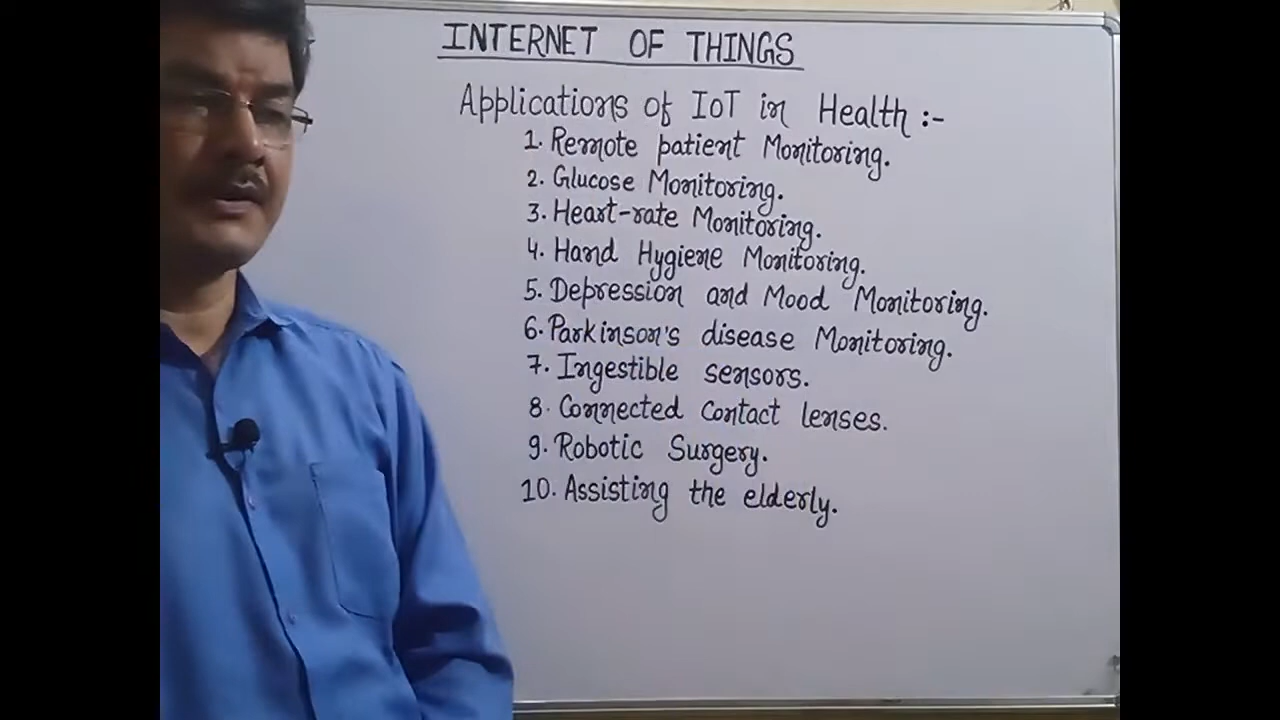 INTERNET OF THINGS
Applications of IoT in Health :-
1. Remote patient Monitoring.
2. Glucose Monitoring.
3. Heart-rate Monitoring.
4. Hand Hygiene Monitoring.
5. Depression and Mood Monitoring.
6. Parkinson's disease Monitoring.
7. Ingestible sensors.
8. Connected Contact lenses.
9. Robotic Surgery.
10. Assisting the elderly.